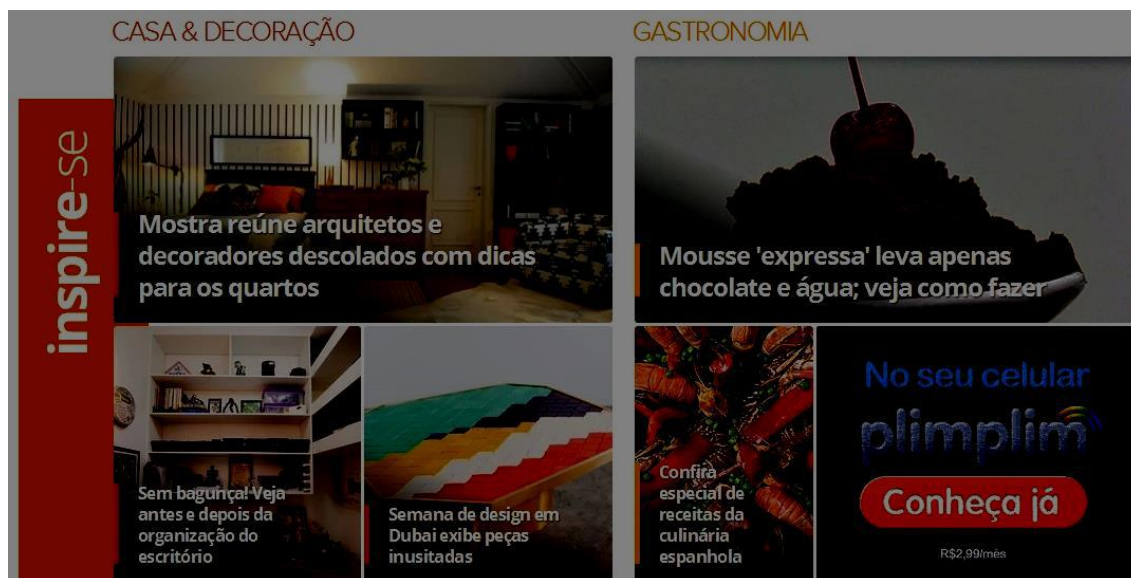 CASA & DECORAÇÃO
GASTRONOMIA
inspire-se
Mostra reúne arquitetos e
decoradores descolados com dicas
para os quartos
Mousse 'expressa' leva apenas
chocolate e água; veja como fazer
Sem bagunça! Veja
antes e depois da
organização do
escritório
Semana de design em
Dubai exibe peças
inusitadas
Confira
especial de
receitas da
culinária
espanhola
No seu celular
plimplim
Conheça já
R$2,99/mês